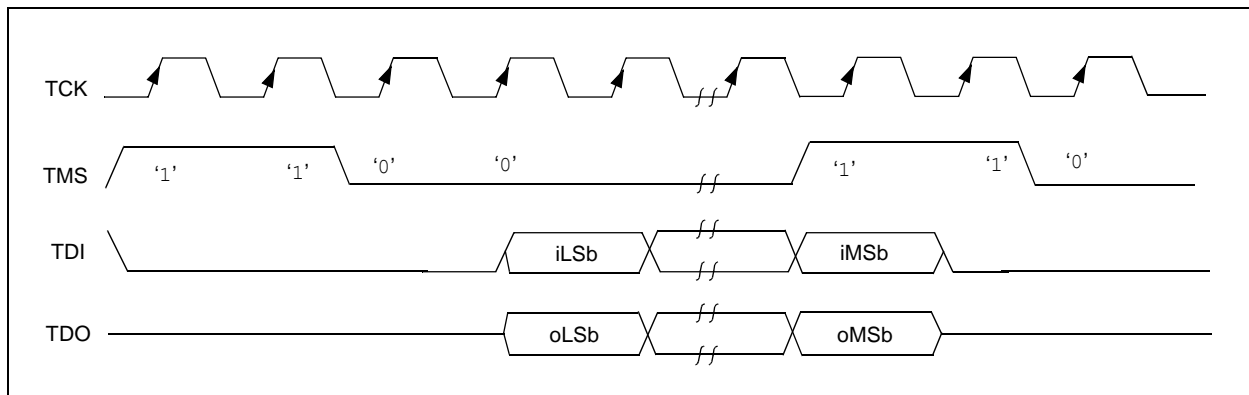 TCK
TMS ‘1’ ‘1’ ‘0’ ‘0’ ‘1’ ‘1’ ‘0’
TDI iLSb iMSb
TDO oLSb oMSb